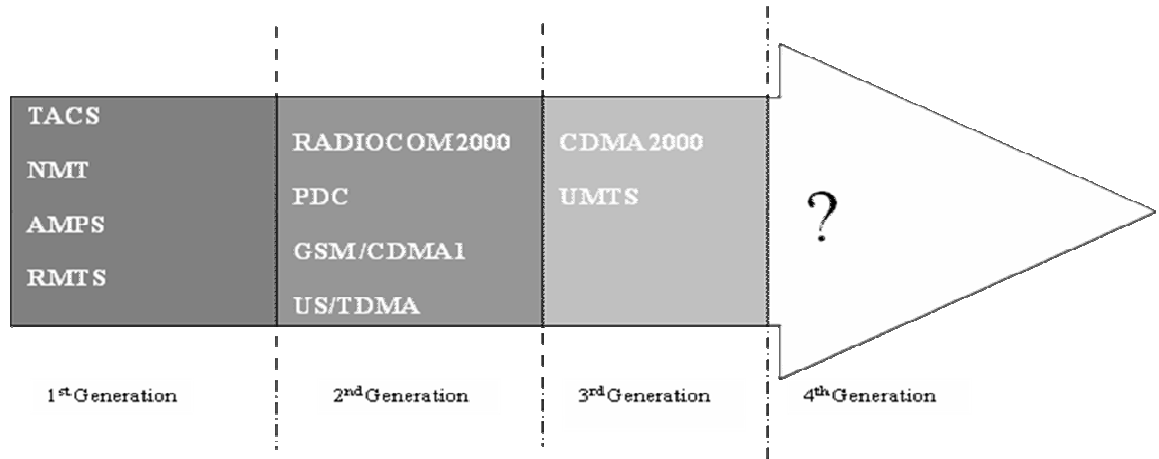 TACS
NMT
AMPS
RMTS
RADIOCOM2000
PDC
GSM/CDMA1
US/TDMA
CDMA2000
UMTS
?
1st Generation
2nd Generation
3rd Generation
4th Generation